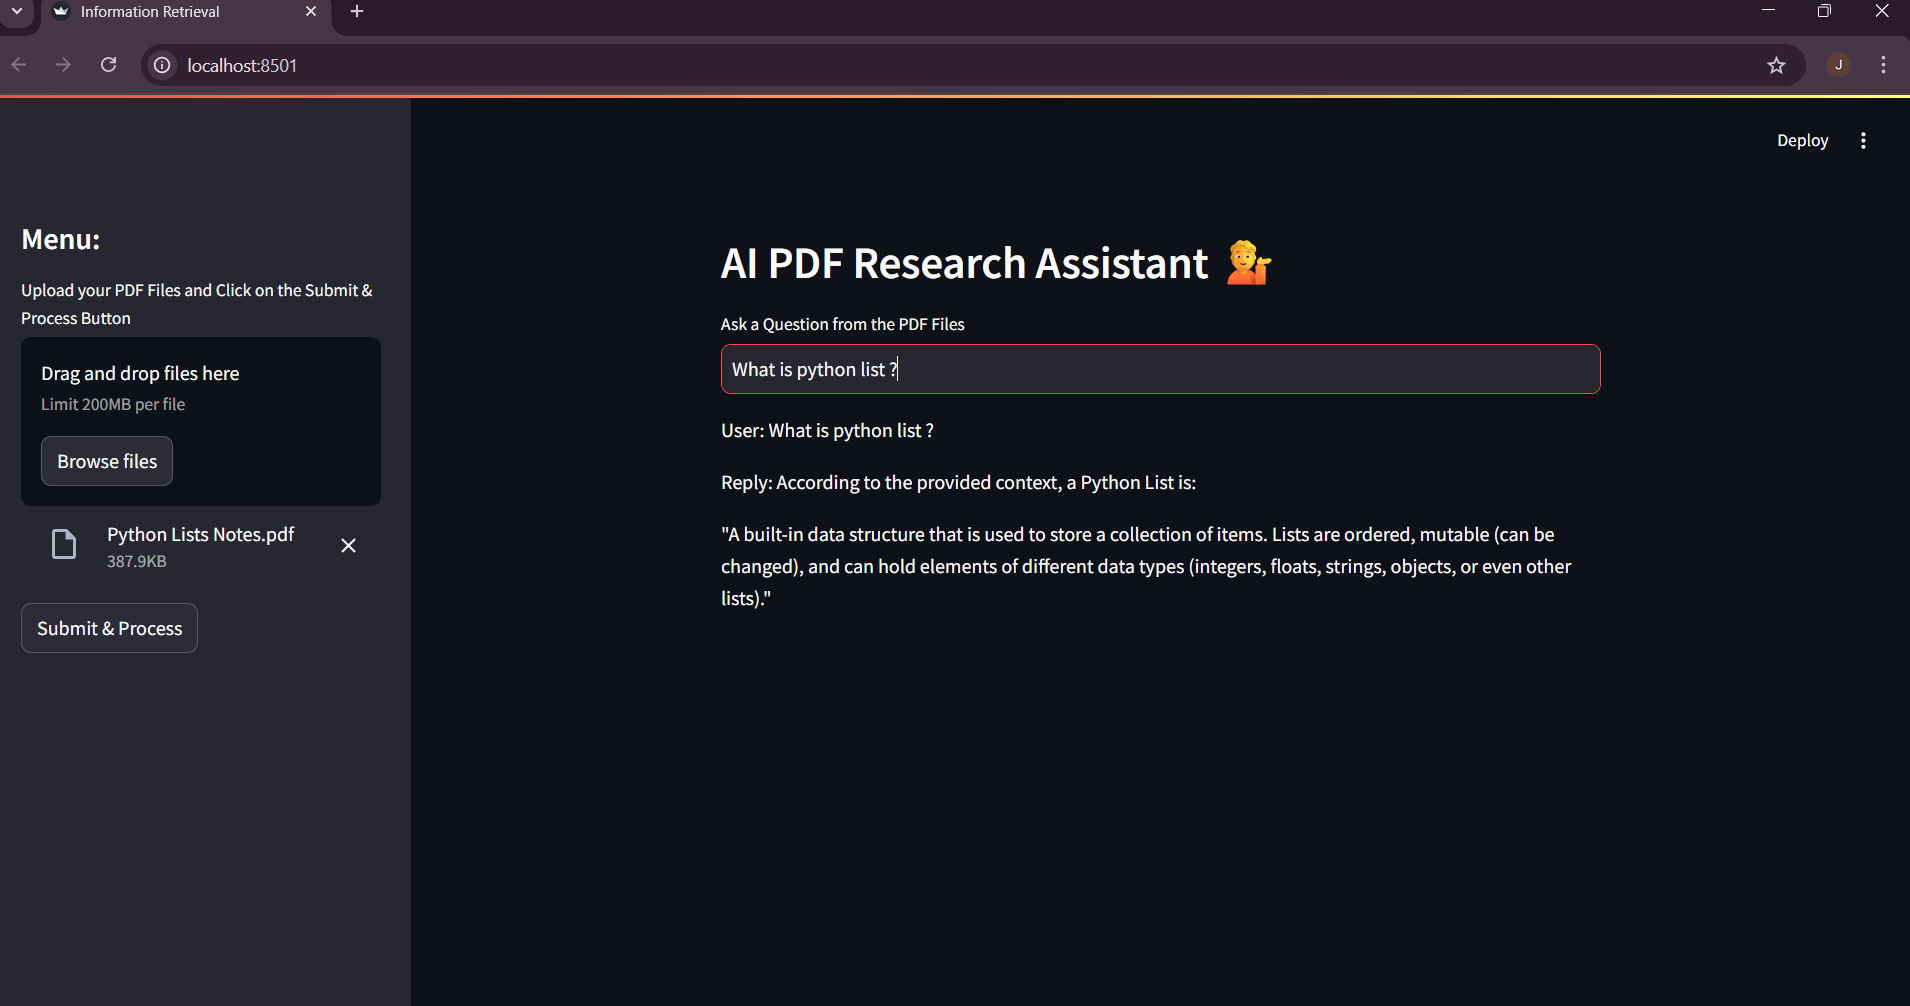 Information Retrieval
localhost:8501
J
Deploy
Menu:
Upload your PDF Files and Click on the Submit &
Process Button
Drag and drop files here
Limit 200MB per file
Browse files
Python Lists Notes.pdf
387.9KB
Submit & Process
AI PDF Research Assistant
Ask a Question from the PDF Files
What is python list ?
User: What is python list ?
Reply: According to the provided context, a Python List is:
"A built-in data structure that is used to store a collection of items. Lists are ordered, mutable (can be
changed), and can hold elements of different data types (integers, floats, strings, objects, or even other
lists)."